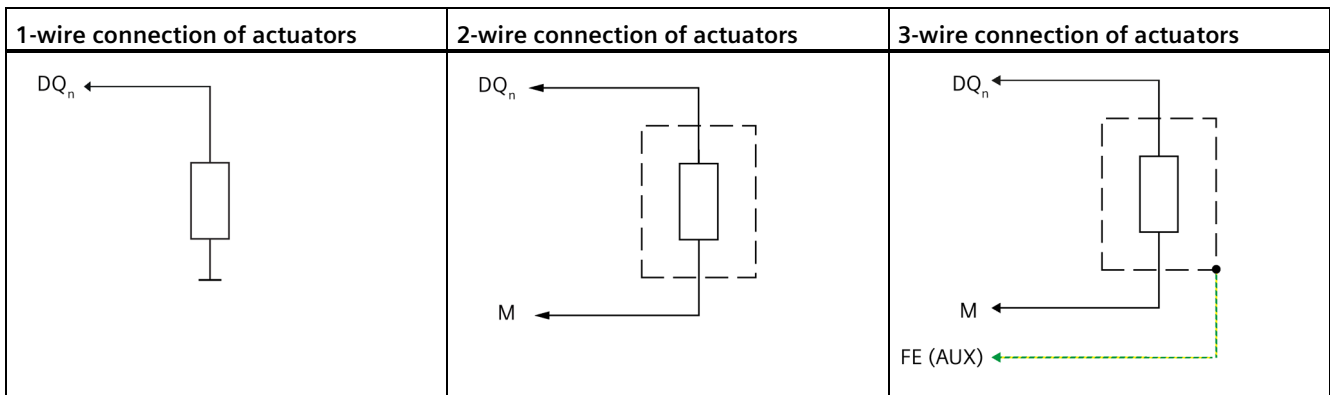 1-wire connection of actuators
2-wire connection of actuators
3-wire connection of actuators
DQn
DQn
M
DQn
M
FE (AUX)